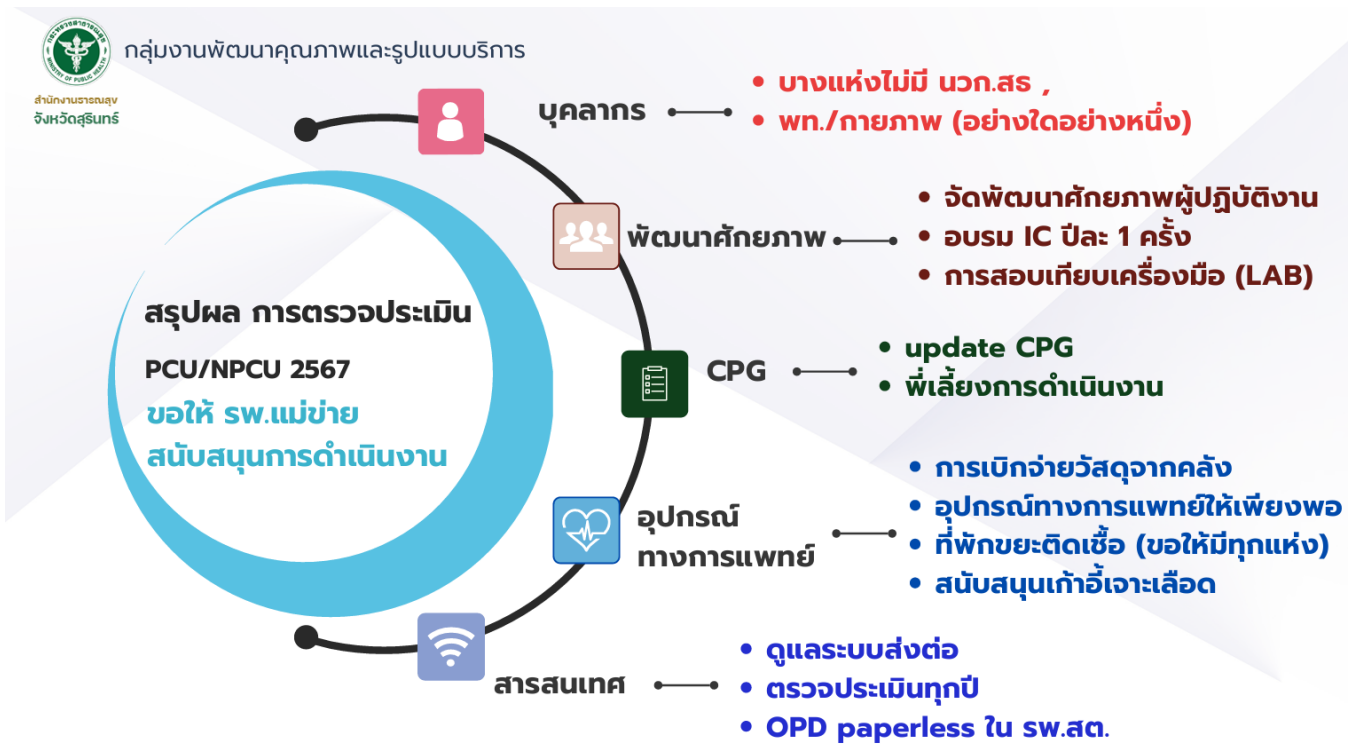 กระทรวงสาธารณสุข
MINISTRY OF PUBLIC HEALTH
กลุ่มงานพัฒนาคุณภาพและรูปแบบบริการ
สำนักงานธารณสุข
จังหวัดสุรินทร์
บุคลากร
บางแห่งไม่มี นวก.สธ ,
พท./กายภาพ (อย่างใดอย่างหนึ่ง)
พัฒนาศักยภาพ
จัดพัฒนาศักยภาพผู้ปฏิบัติงาน
อบรม IC ปีละ 1 ครั้ง
การสอบเทียบเครื่องมือ (LAB)
สรุปผล การตรวจประเมิน
PCU/NPCU 2567
ขอให้ รพ.แม่ข่าย
สนับสนุนการดำเนินงาน
CPG
update CPG
พี่เลี้ยงการดำเนินงาน
อุปกรณ์
ทางการแพทย์
การเบิกจ่ายวัสดุจากคลัง
อุปกรณ์ทางการแพทย์ให้เพียงพอ
ที่พักขยะติดเชื้อ (ขอให้มีทุกแห่ง)
สนับสนุนเก้าอี้เจาะเลือด
สารสนเทศ
ดูแลระบบส่งต่อ
ตรวจประเมินทุกปี
OPD paperless ใน รพ.สต.